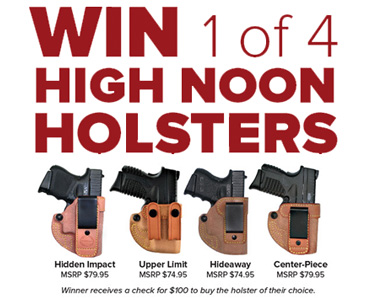 WIN 1 of 4
HIGH NOON
HOLSTERS
Hidden Impact Upper Limit Hideaway Center-Piece
MSRP $79.95 MSRP $74.95 MSRP $74.95 MSRP $79.95
Winner receives a check for $100 to buy the holster of their choice.